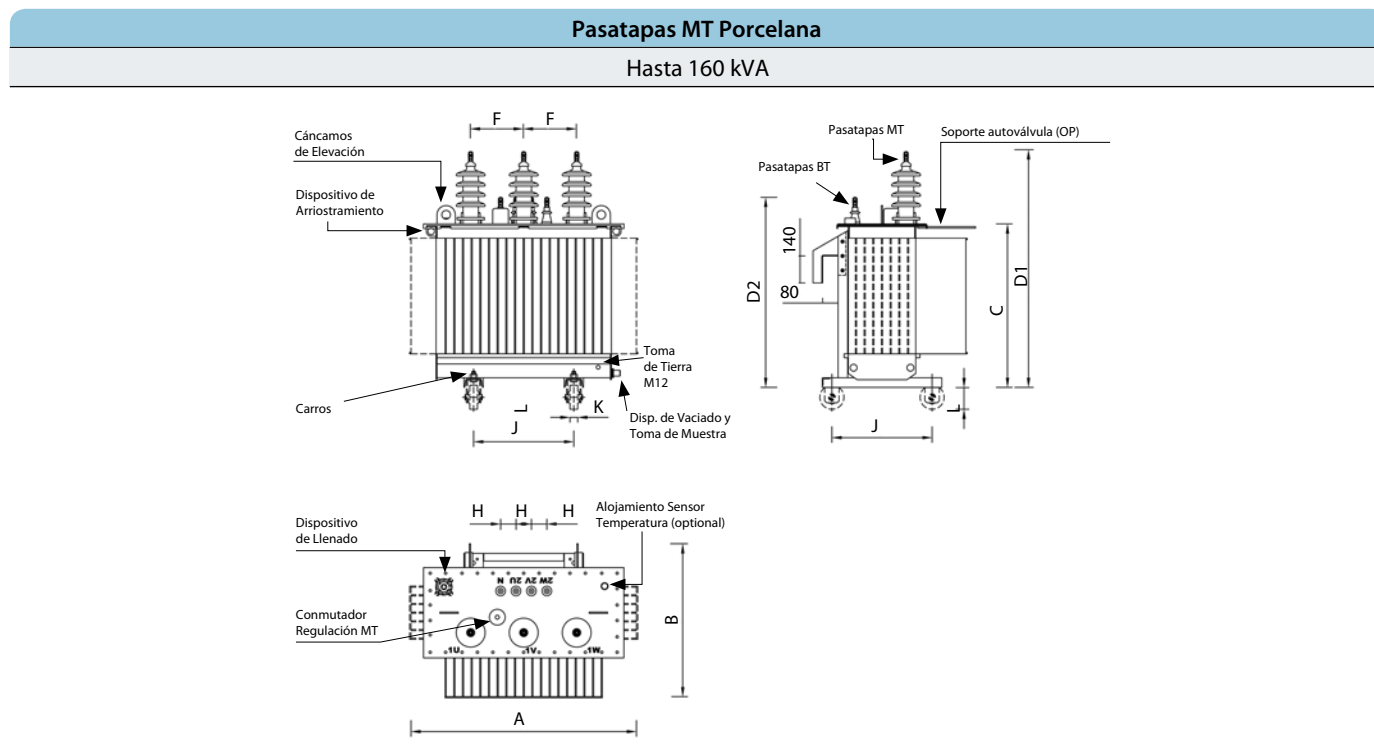 Pasatapas MT Porcelana
Hasta 160 kVA
F F
Cáncamos
de Elevación
Dispositivo de
Arriostramiento
Carros
Toma
de Tierra
M12
Disp. de Vaciado y
Toma de Muestra
L
K
J
Pasatapas MT
Soporte autoválvula (OP)
Pasatapas BT
140
80
D2
C
D1
L
J
H H H
Alojamiento Sensor
Temperatura (optional)
Dispositivo
de Llenado
N 2U 2V 2W
Conmutador
Regulación MT
1U 1V 1W
B
A